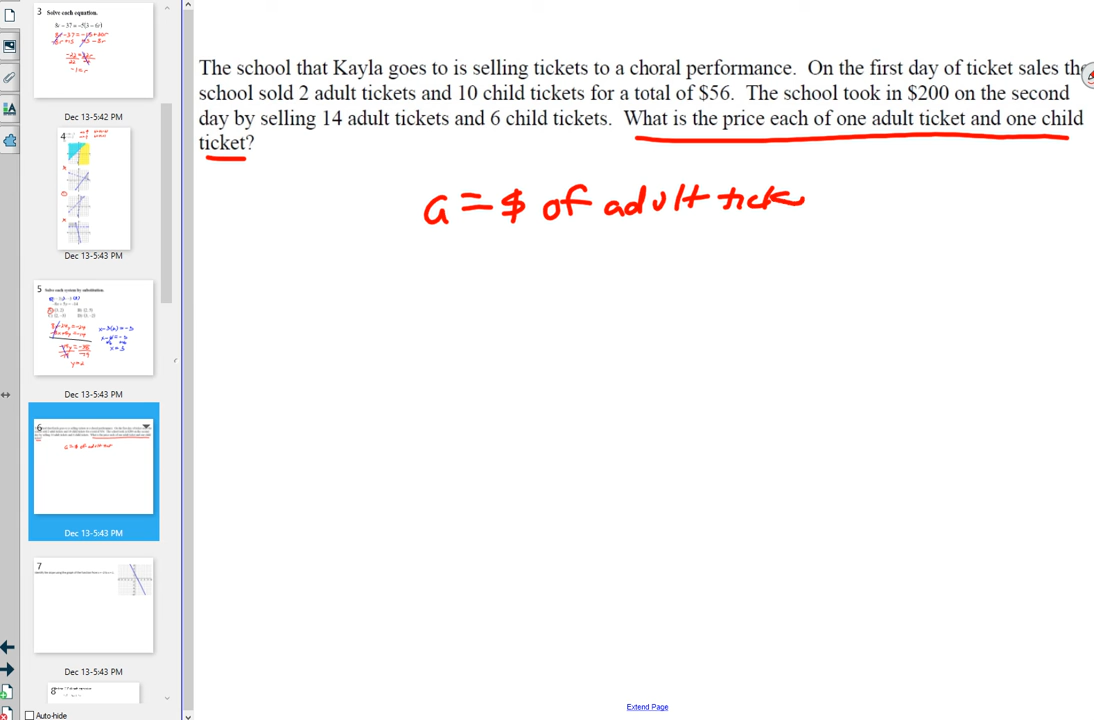 3 Solve each equation.
Dec 13-5:42 PM
4
Dec 13-5:43 PM
5 Solve each system by substitution.
Dec 13-5:43 PM
6
Dec 13-5:43 PM
7
Dec 13-5:43 PM
8
Auto-hide
The school that Kayla goes to is selling tickets to a choral performance. On the first day of ticket sales the
school sold 2 adult tickets and 10 child tickets for a total of $56. The school took in $200 on the second
day by selling 14 adult tickets and 6 child tickets. What is the price each of one adult ticket and one child
ticket?
a = $ of adult tick
Extend Page